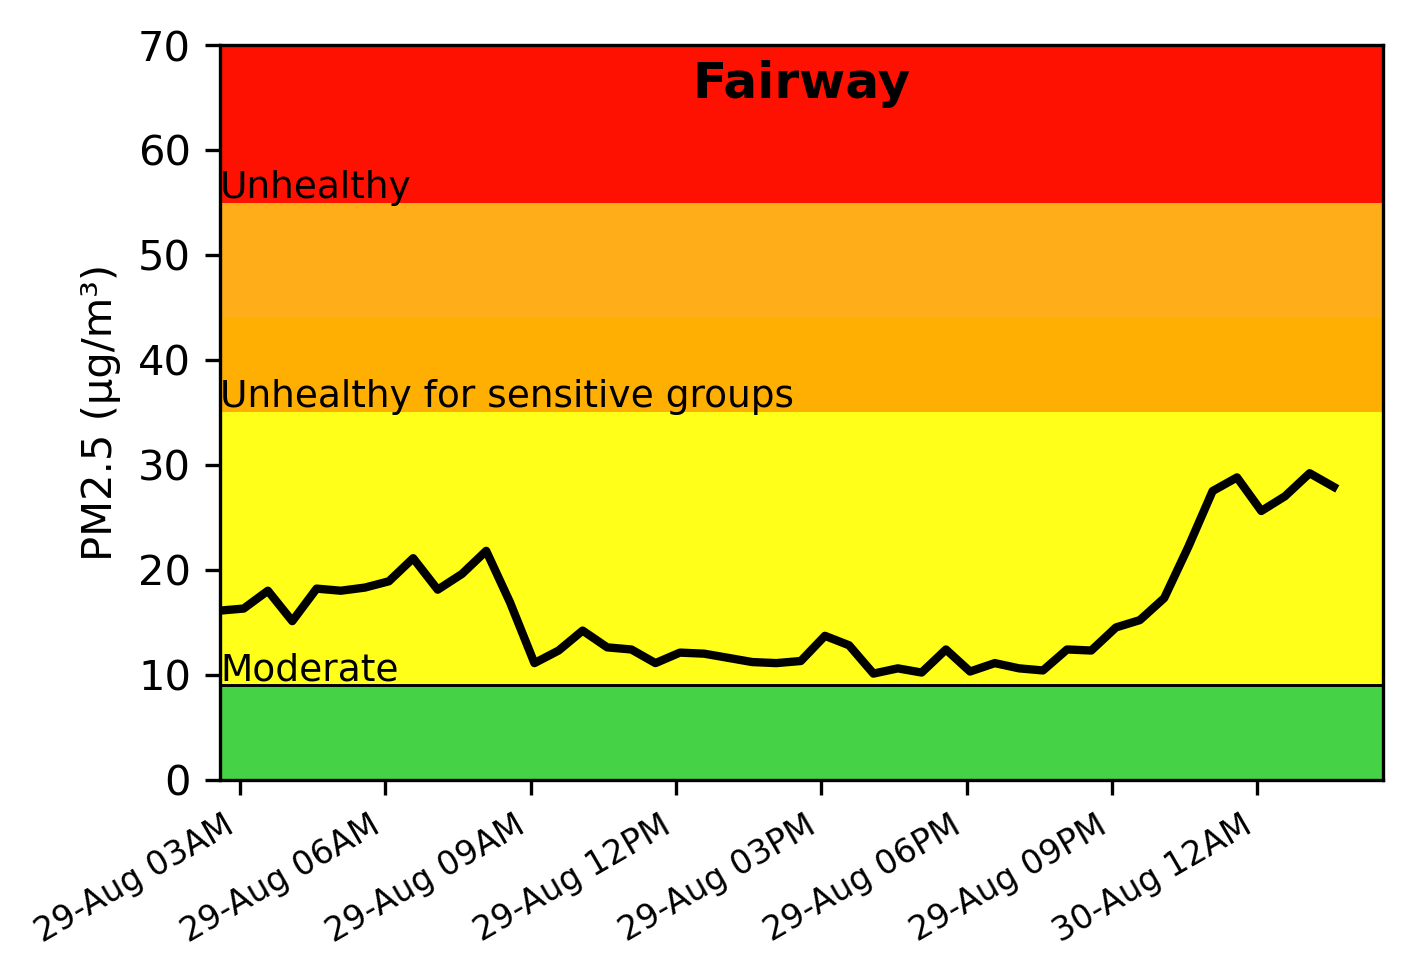 Fairway
PM2.5 (μg/m³)
70
60
50
40
30
20
10
0
Unhealthy
Unhealthy for sensitive groups
Moderate
29-Aug 03AM
29-Aug 06AM
29-Aug 09AM
29-Aug 12PM
29-Aug 03PM
29-Aug 06PM
29-Aug 09PM
30-Aug 12AM